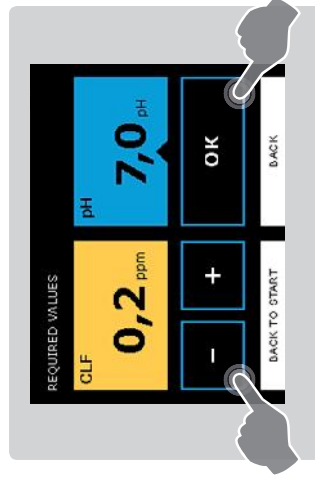 REQUIRED VALUES
CLF
0,2 ppm
pH
7,0 pH
− + OK
BACK TO START
BACK